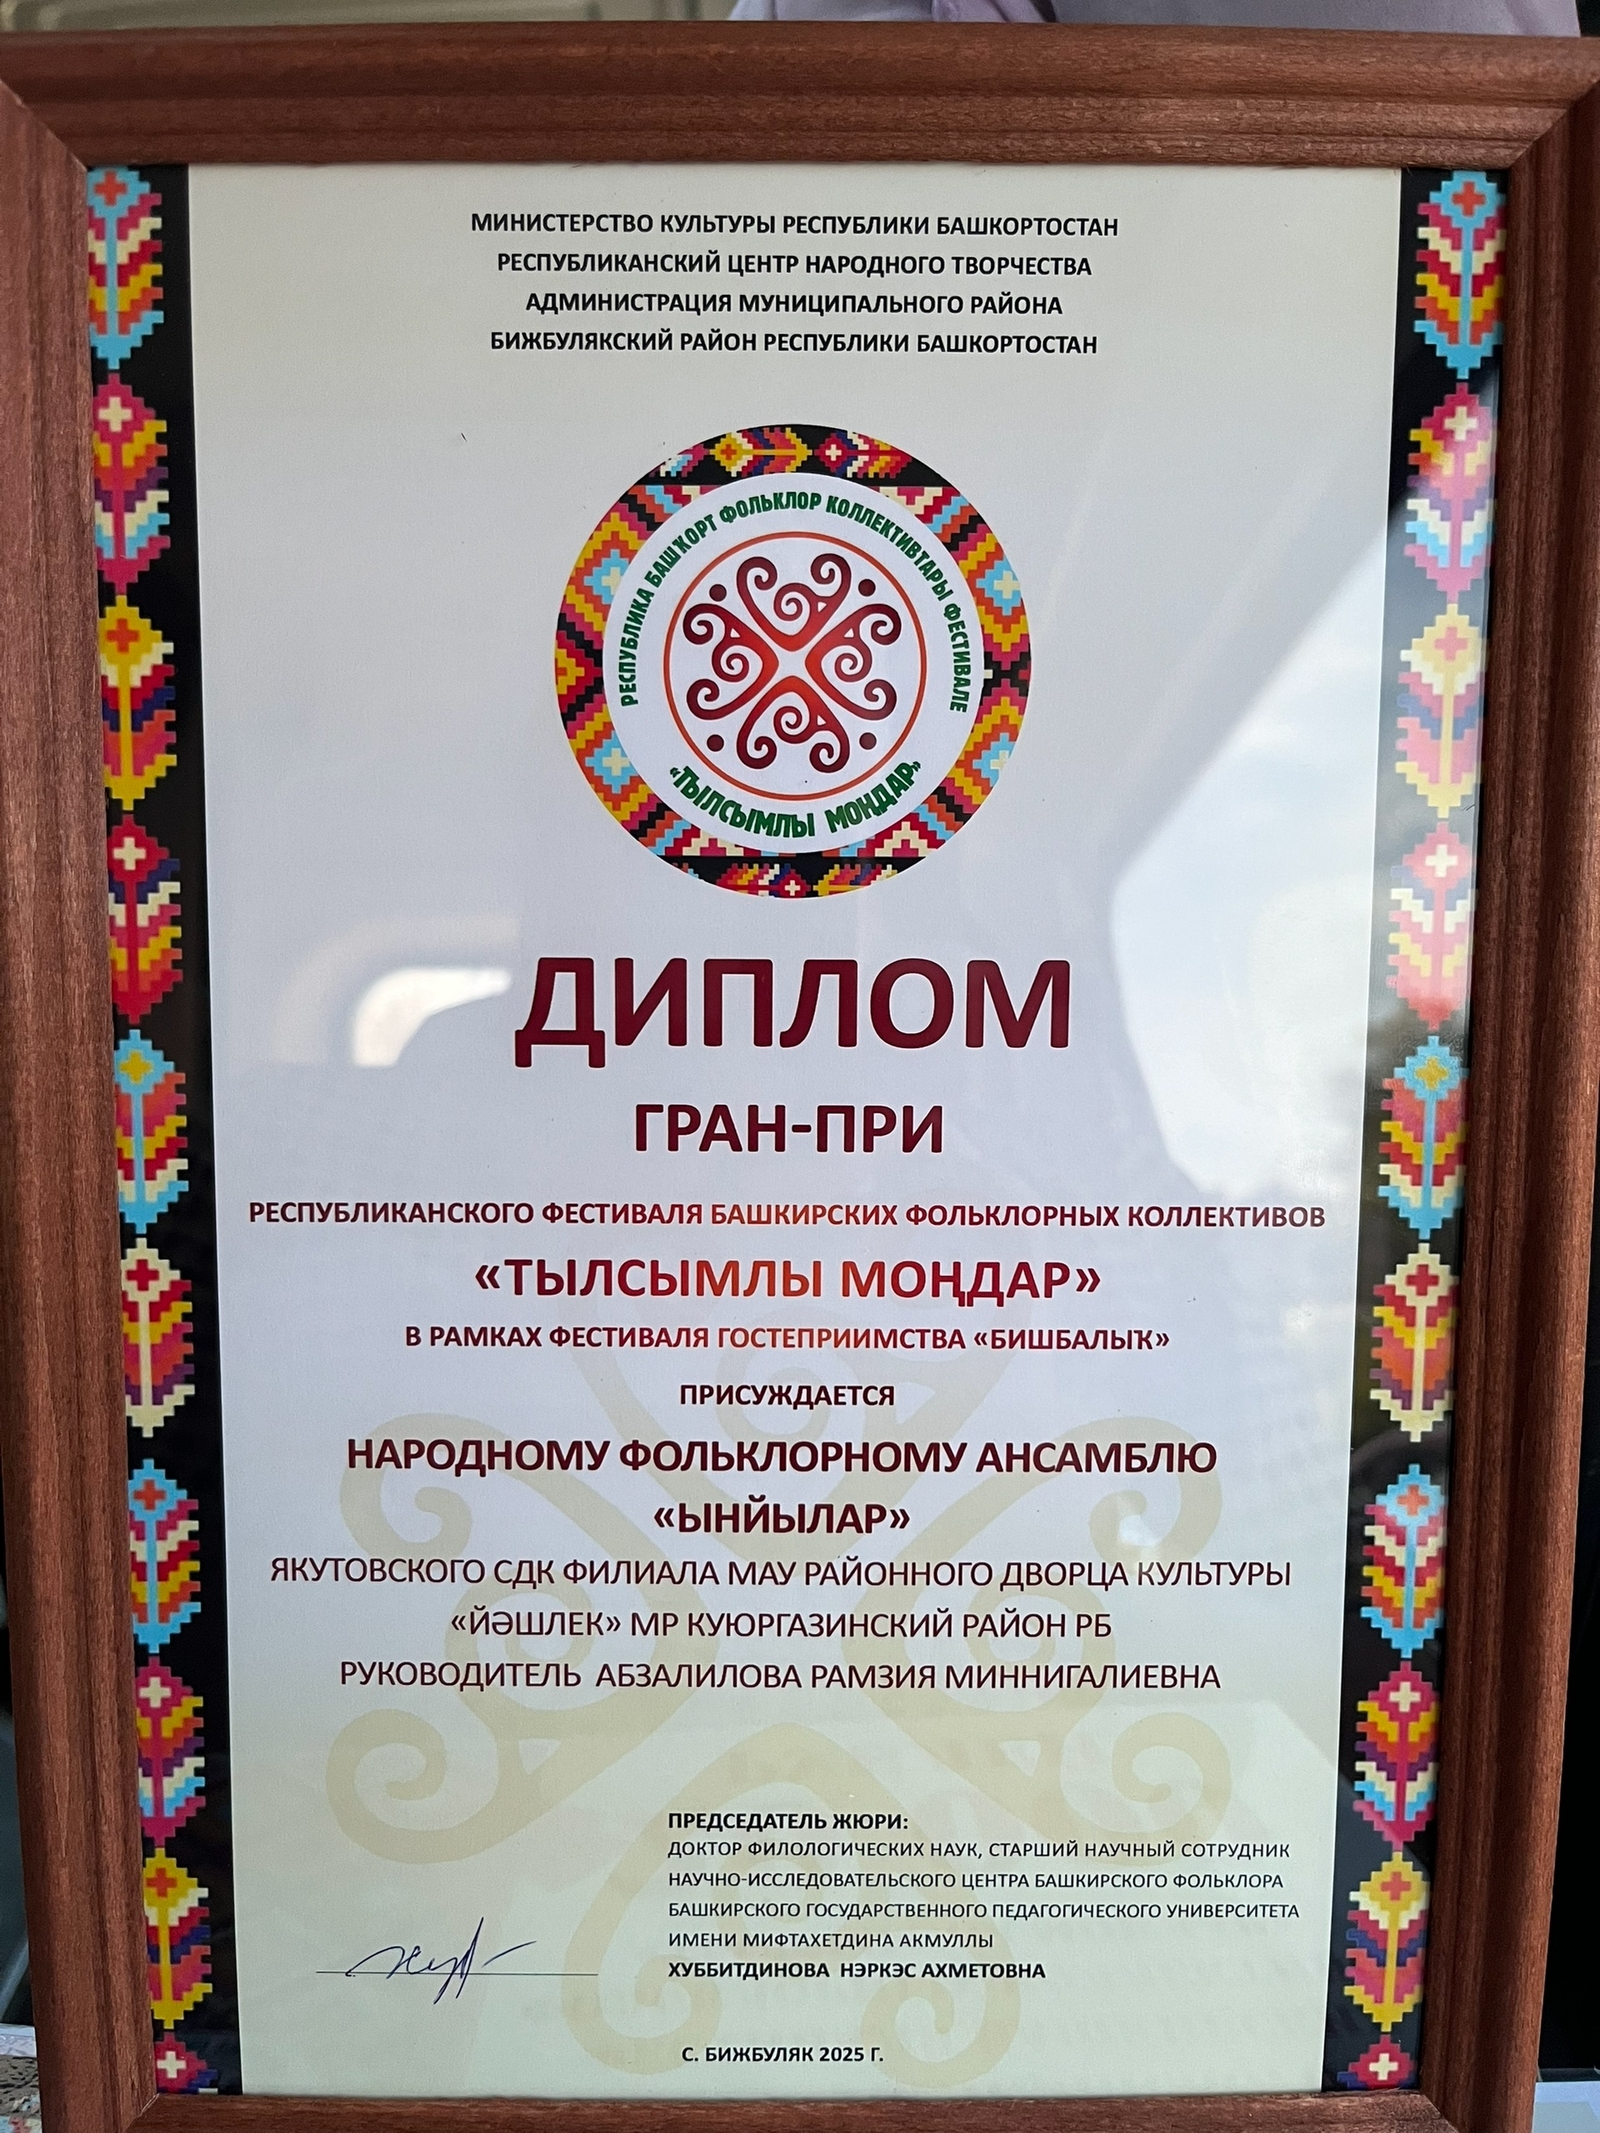 МИНИСТЕРСТВО КУЛЬТУРЫ РЕСПУБЛИКИ БАШКОРТОСТАН
РЕСПУБЛИКАНСКИЙ ЦЕНТР НАРОДНОГО ТВОРЧЕСТВА
АДМИНИСТРАЦИЯ МУНИЦИПАЛЬНОГО РАЙОНА
БИЖБУЛЯКСКИЙ РАЙОН РЕСПУБЛИКИ БАШКОРТОСТАН
РЕСПУБЛИКА БАШҠОРТ ФОЛЬКЛОР КОЛЛЕКТИВТАРЫ ФЕСТИВАЛЕ
«ТЫЛСЫМЛЫ МОҢДАР»
ДИПЛОМ
ГРАН-ПРИ
РЕСПУБЛИКАНСКОГО ФЕСТИВАЛЯ БАШКИРСКИХ ФОЛЬКЛОРНЫХ КОЛЛЕКТИВОВ
«ТЫЛСЫМЛЫ МОҢДАР»
В РАМКАХ ФЕСТИВАЛЯ ГОСТЕПРИИМСТВА «БИШБАЛЫҠ»
ПРИСУЖДАЕТСЯ
НАРОДНОМУ ФОЛЬКЛОРНОМУ АНСАМБЛЮ
«ЫНЙЫЛАР»
ЯКУТОВСКОГО СДК ФИЛИАЛА МАУ РАЙОННОГО ДВОРЦА КУЛЬТУРЫ
«ЙӘШЛЕК» МР КУЮРГАЗИНСКИЙ РАЙОН РБ
РУКОВОДИТЕЛЬ АБЗАЛИЛОВА РАМЗИЯ МИННИГАЛИЕВНА
ПРЕДСЕДАТЕЛЬ ЖЮРИ:
ДОКТОР ФИЛОЛОГИЧЕСКИХ НАУК, СТАРШИЙ НАУЧНЫЙ СОТРУДНИК
НАУЧНО-ИССЛЕДОВАТЕЛЬСКОГО ЦЕНТРА БАШКИРСКОГО ФОЛЬКЛОРА
БАШКИРСКОГО ГОСУДАРСТВЕННОГО ПЕДАГОГИЧЕСКОГО УНИВЕРСИТЕТА
ИМЕНИ МИФТАХЕТДИНА АКМУЛЛЫ
ХУББИТДИНОВА НЭРКЭС АХМЕТОВНА
С. БИЖБУЛЯК 2025 Г.